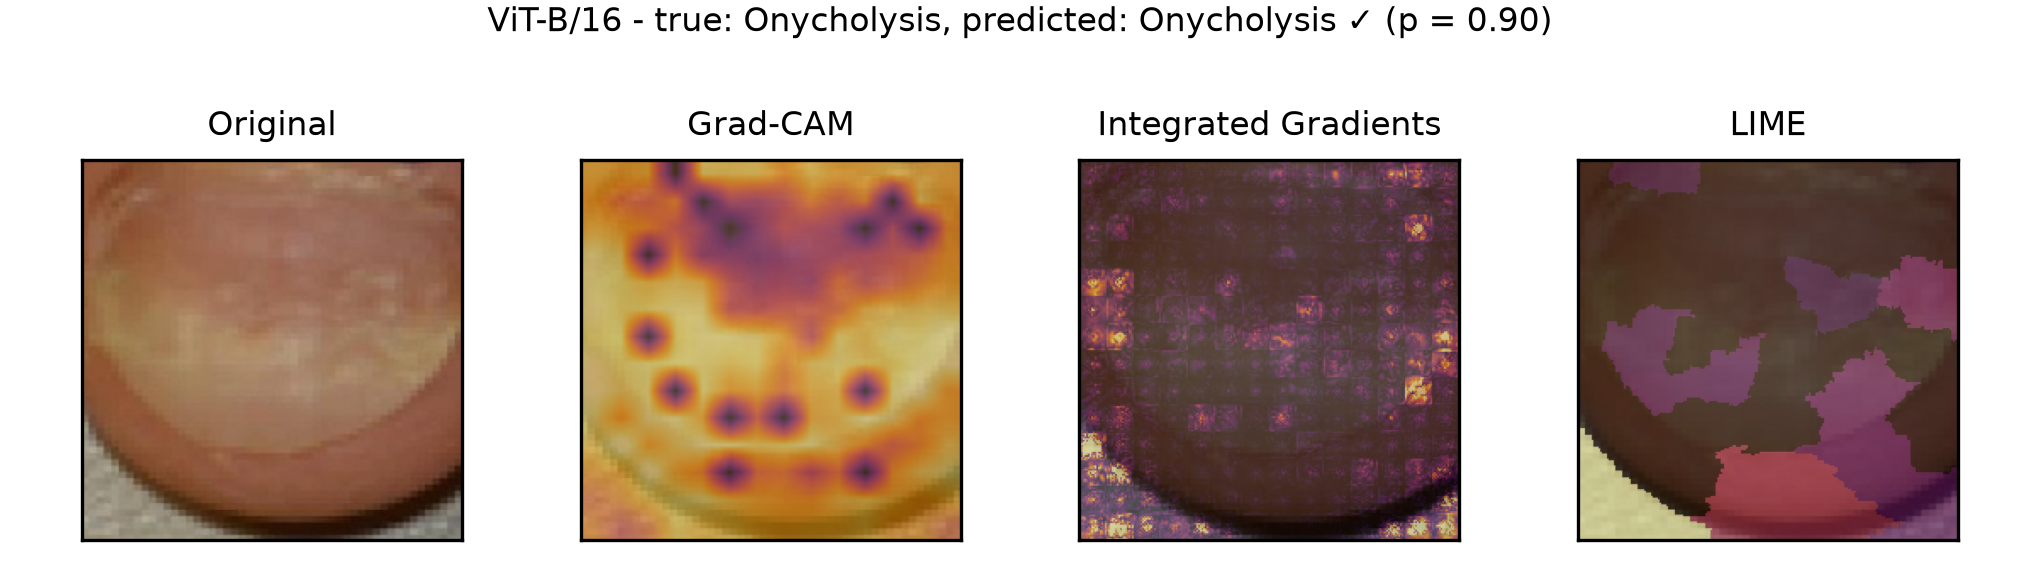 ViT-B/16 - true: Onycholysis, predicted: Onycholysis ✓ (p = 0.90)
Original
Grad-CAM
Integrated Gradients
LIME